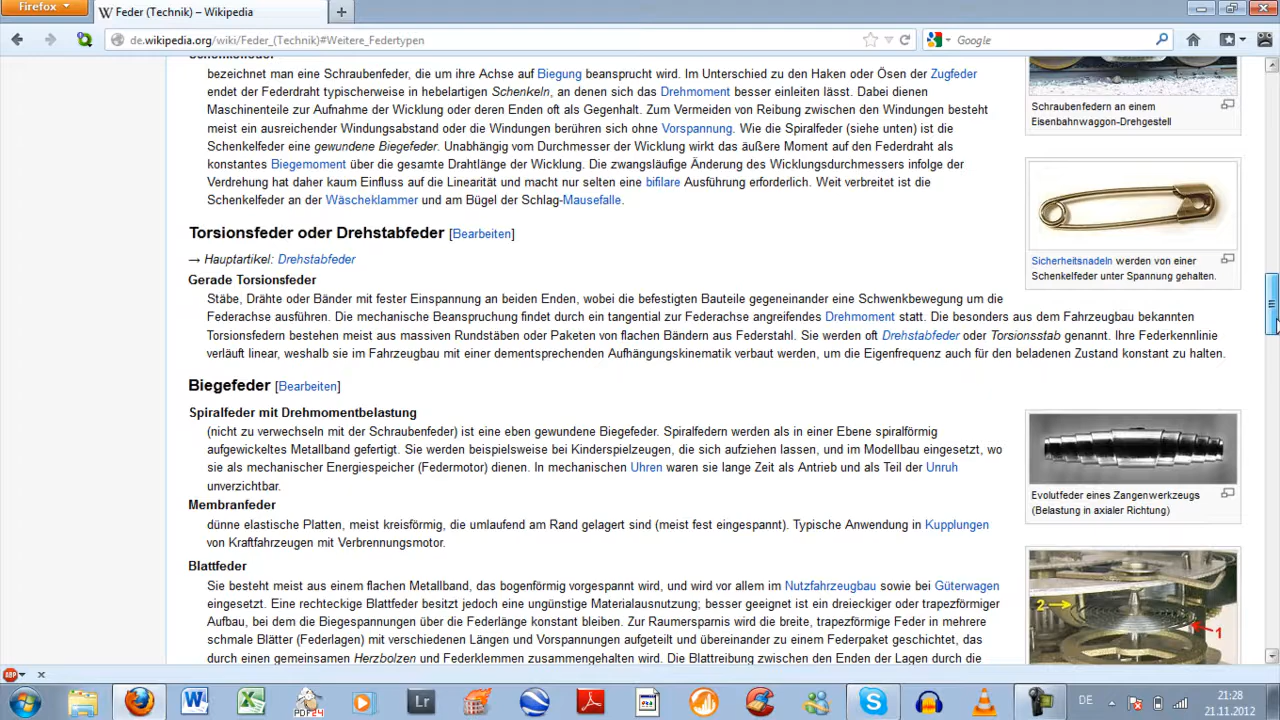 Firefox
Feder (Technik) – Wikipedia
de.wikipedia.org/wiki/Feder_(Technik)#Weitere_Federtypen
Google
Schenkelfeder
bezeichnet man eine Schraubenfeder, die um ihre Achse auf Biegung beansprucht wird. Im Unterschied zu den Haken oder Ösen der Zugfeder
endet der Federdraht typischerweise in hebelartigen Schenkeln, an denen sich das Drehmoment besser einleiten lässt. Dabei dienen
Maschinenteile zur Aufnahme der Wicklung oder deren Enden oft als Gegenhalt. Zum Vermeiden von Reibung zwischen den Windungen besteht
meist ein ausreichender Windungsabstand oder die Windungen berühren sich ohne Vorspannung. Wie die Spiralfeder (siehe unten) ist die
Schenkelfeder eine gewundene Biegefeder. Unabhängig vom Durchmesser der Wicklung wirkt das äußere Moment auf den Federdraht als
konstantes Biegemoment über die gesamte Drahtlänge der Wicklung. Die zwangsläufige Änderung des Wicklungsdurchmessers infolge der
Verdrehung hat daher kaum Einfluss auf die Linearität und macht nur selten eine bifilare Ausführung erforderlich. Weit verbreitet ist die
Schenkelfeder an der Wäscheklammer und am Bügel der Schlag-Mausefalle.
Schraubenfedern an einem
Eisenbahnwaggon-Drehgestell
Sicherheitsnadeln werden von einer
Schenkelfeder unter Spannung gehalten.
Torsionsfeder oder Drehstabfeder [Bearbeiten]
→ Hauptartikel: Drehstabfeder
Gerade Torsionsfeder
Stäbe, Drähte oder Bänder mit fester Einspannung an beiden Enden, wobei die befestigten Bauteile gegeneinander eine Schwenkbewegung um die
Federachse ausführen. Die mechanische Beanspruchung findet durch ein tangential zur Federachse angreifendes Drehmoment statt. Die besonders aus dem Fahrzeugbau bekannten
Torsionsfedern bestehen meist aus massiven Rundstäben oder Paketen von flachen Bändern aus Federstahl. Sie werden oft Drehstabfeder oder Torsionsstab genannt. Ihre Federkennlinie
verläuft linear, weshalb sie im Fahrzeugbau mit einer dementsprechenden Aufhängungskinematik verbaut werden, um die Eigenfrequenz auch für den beladenen Zustand konstant zu halten.
Biegefeder [Bearbeiten]
Spiralfeder mit Drehmomentbelastung
(nicht zu verwechseln mit der Schraubenfeder) ist eine eben gewundene Biegefeder. Spiralfedern werden als in einer Ebene spiralförmig
aufgewickeltes Metallband gefertigt. Sie werden beispielsweise bei Kinderspielzeugen, die sich aufziehen lassen, und im Modellbau eingesetzt, wo
sie als mechanischer Energiespeicher (Federmotor) dienen. In mechanischen Uhren waren sie lange Zeit als Antrieb und als Teil der Unruh
unverzichtbar.
Membranfeder
dünne elastische Platten, meist kreisförmig, die umlaufend am Rand gelagert sind (meist fest eingespannt). Typische Anwendung in Kupplungen
von Kraftfahrzeugen mit Verbrennungsmotor.
Blattfeder
Sie besteht meist aus einem flachen Metallband, das bogenförmig vorgespannt wird, und wird vor allem im Nutzfahrzeugbau sowie bei Güterwagen
eingesetzt. Eine rechteckige Blattfeder besitzt jedoch eine ungünstige Materialausnutzung; besser geeignet ist ein dreieckiger oder trapezförmiger
Aufbau, bei dem die Biegespannungen über die Federlänge konstant bleiben. Zur Raumersparnis wird die breite, trapezförmige Feder in mehrere
schmale Blätter (Federlagen) mit verschiedenen Längen und Vorspannungen aufgeteilt und übereinander zu einem Federpaket geschichtet, das
durch einen gemeinsamen Herzbolzen und Federklemmen zusammengehalten wird. Die Blattreibung zwischen den Enden der Lagen durch die
Evolutfeder eines Zangenwerkzeugs
(Belastung in axialer Richtung)
2
1
ABP
PDF24
Lr
DE
21:28
21.11.2012